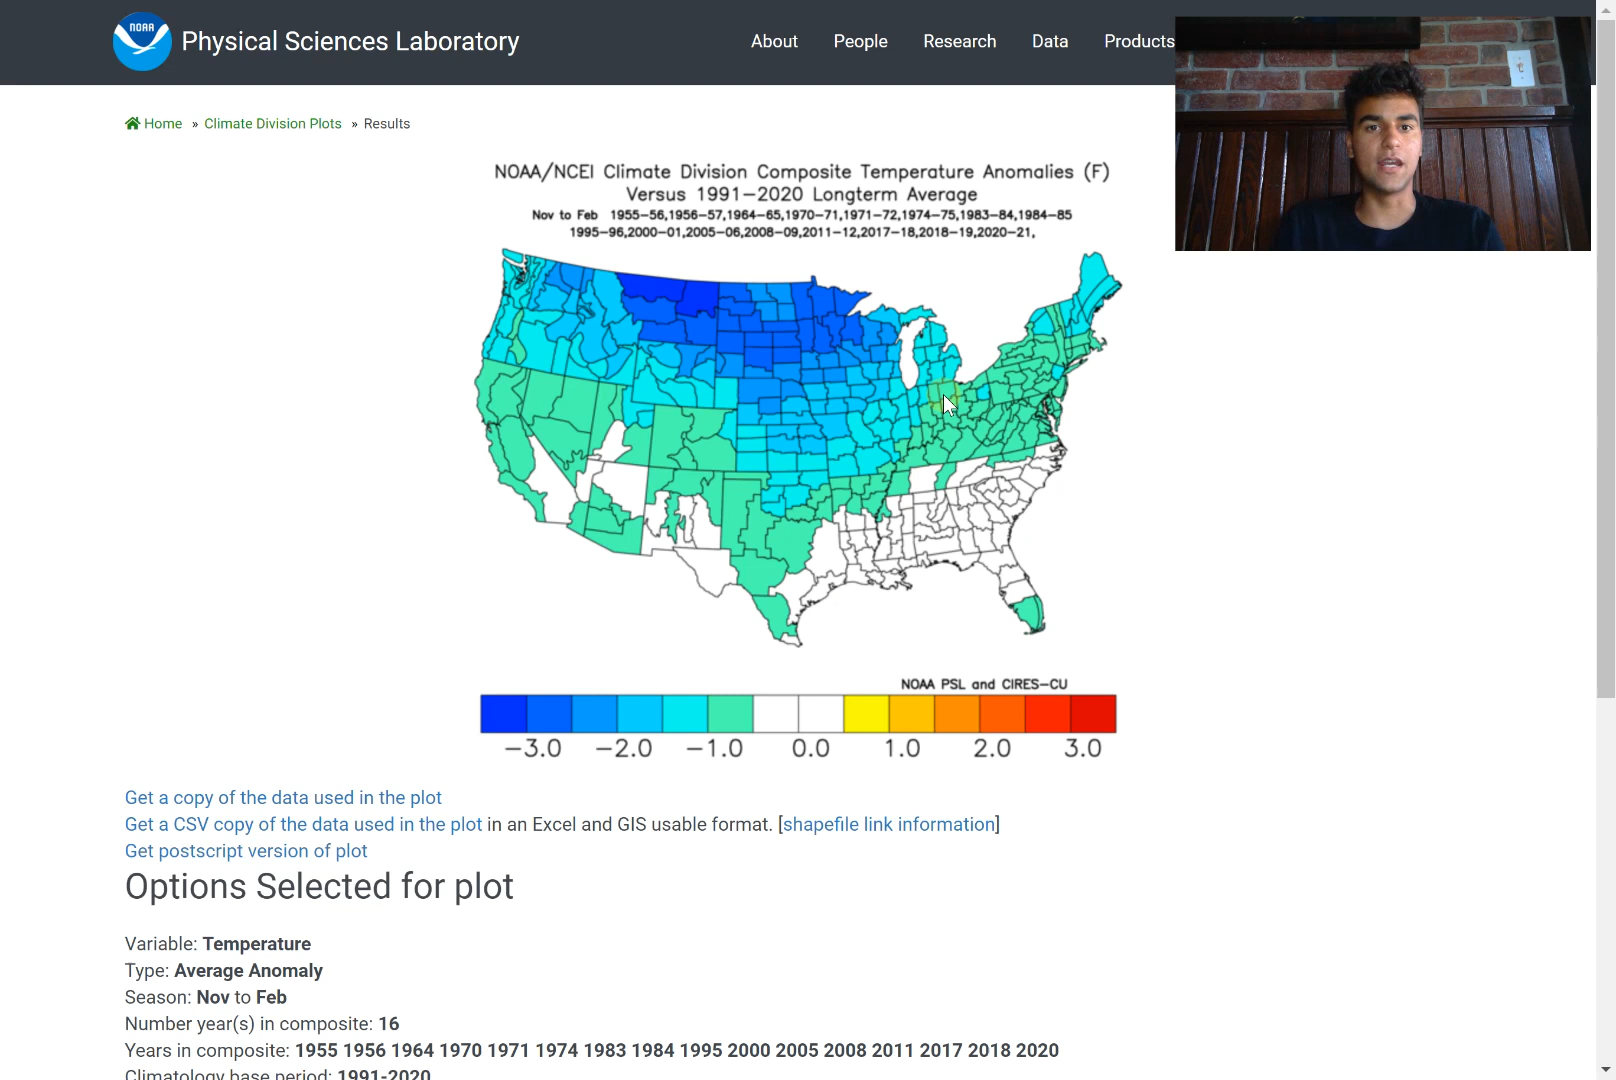 NOAA
Physical Sciences Laboratory
About People Research Data Products
Home » Climate Division Plots » Results
NOAA/NCEI Climate Division Composite Temperature Anomalies (F)
Versus 1991-2020 Longterm Average
Nov to Feb 1955-56,1956-57,1964-65,1970-71,1971-72,1974-75,1983-84,1984-85
1995-96,2000-01,2005-06,2008-09,2011-12,2017-18,2018-19,2020-21,
NOAA PSL and CIRES-CU
-3.0 -2.0 -1.0 0.0 1.0 2.0 3.0
Get a copy of the data used in the plot
Get a CSV copy of the data used in the plot in an Excel and GIS usable format. [shapefile link information]
Get postscript version of plot
Options Selected for plot
Variable: Temperature
Type: Average Anomaly
Season: Nov to Feb
Number year(s) in composite: 16
Years in composite: 1955 1956 1964 1970 1971 1974 1983 1984 1995 2000 2005 2008 2011 2017 2018 2020
Climatology base period: 1991-2020